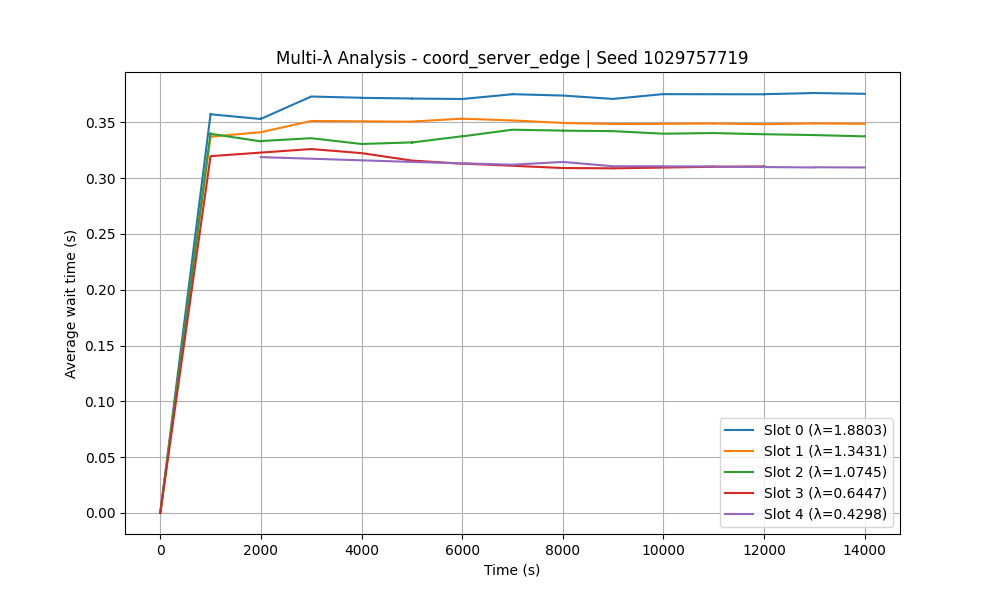 Multi-λ Analysis - coord_server_edge | Seed 1029757719
Average wait time (s)
0.35
0.30
0.25
0.20
0.15
0.10
0.05
0.00
Slot 0 (λ=1.8803)
Slot 1 (λ=1.3431)
Slot 2 (λ=1.0745)
Slot 3 (λ=0.6447)
Slot 4 (λ=0.4298)
0 2000 4000 6000 8000 10000 12000 14000
Time (s)